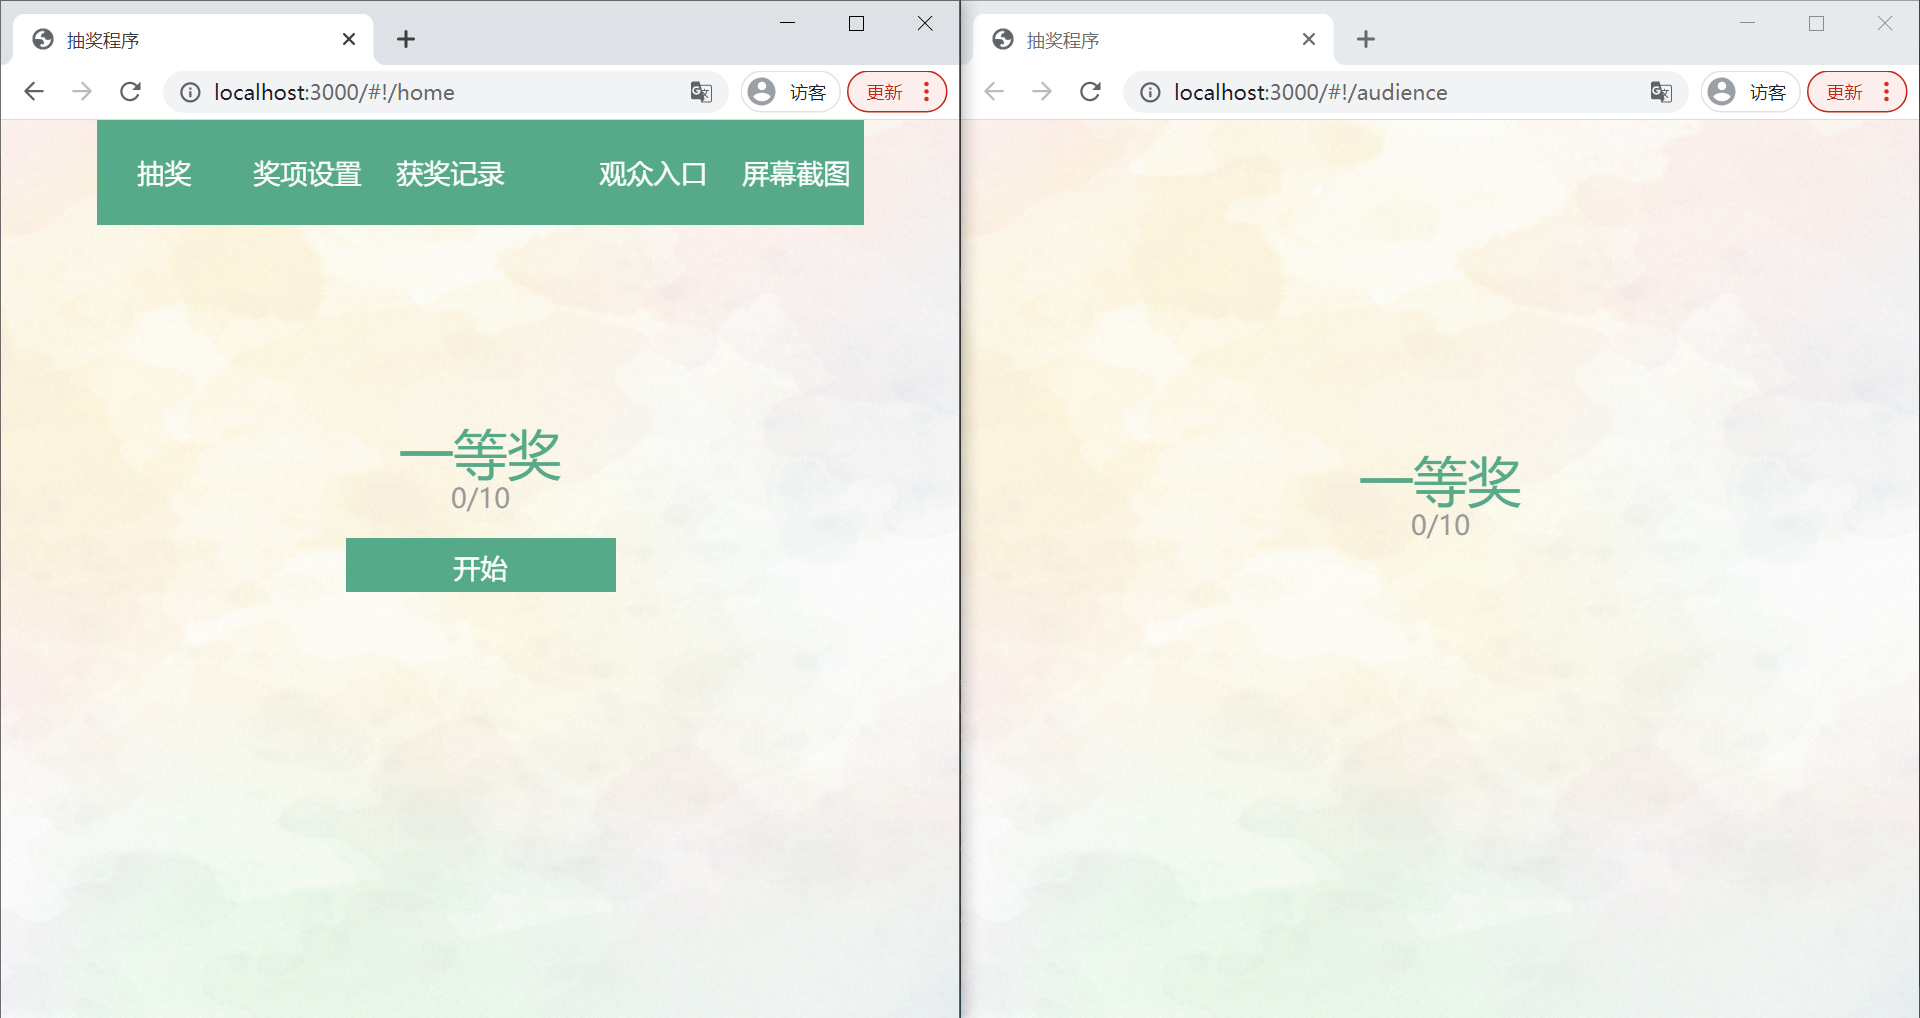 抽奖程序
localhost:3000/#!/home
访客
更新
抽奖 奖项设置 获奖记录 观众入口 屏幕截图
一等奖
0/10
开始
抽奖程序
localhost:3000/#!/audience
访客
更新
一等奖
0/10